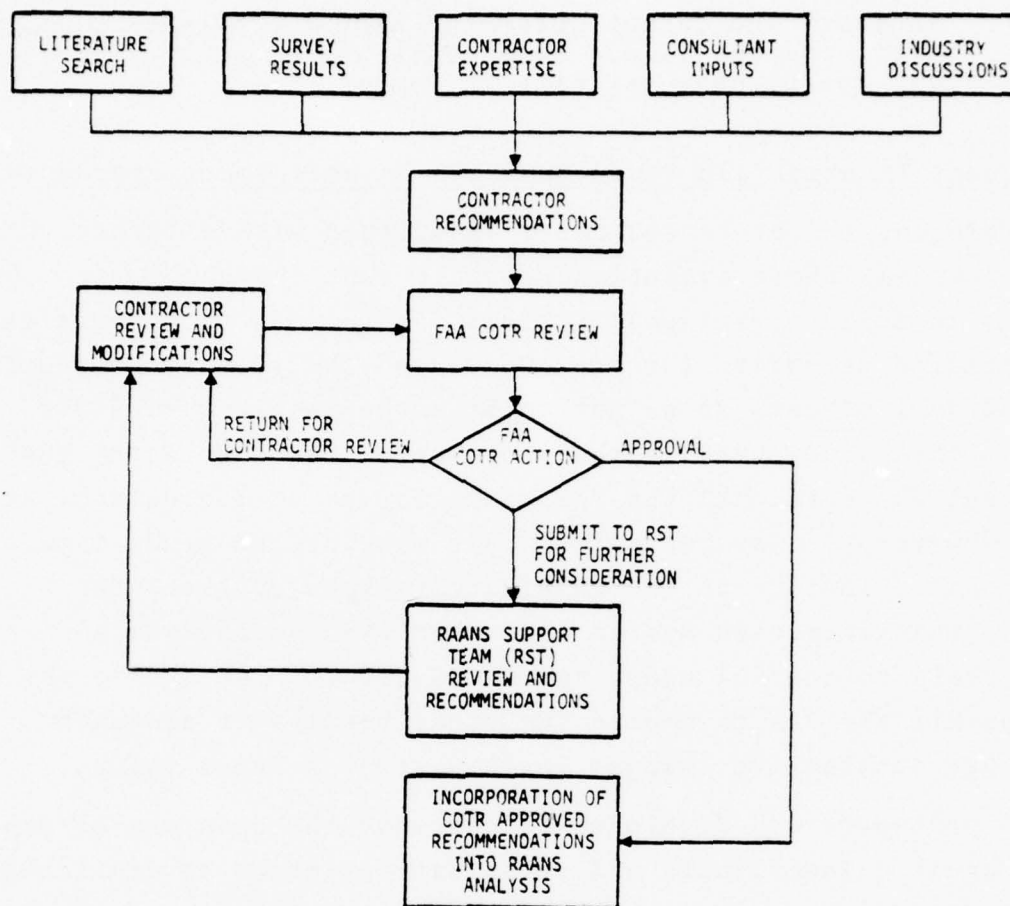 LITERATURE
SEARCH
SURVEY
RESULTS
CONTRACTOR
EXPERTISE
CONSULTANT
INPUTS
INDUSTRY
DISCUSSIONS
CONTRACTOR
RECOMMENDATIONS
CONTRACTOR
REVIEW AND
MODIFICATIONS
FAA COTR REVIEW
RETURN FOR
CONTRACTOR REVIEW
FAA
COTR ACTION
APPROVAL
SUBMIT TO RST
FOR FURTHER
CONSIDERATION
RAANS SUPPORT
TEAM (RST)
REVIEW AND
RECOMMENDATIONS
INCORPORATION OF
COTR APPROVED
RECOMMENDATIONS
INTO RAANS
ANALYSIS